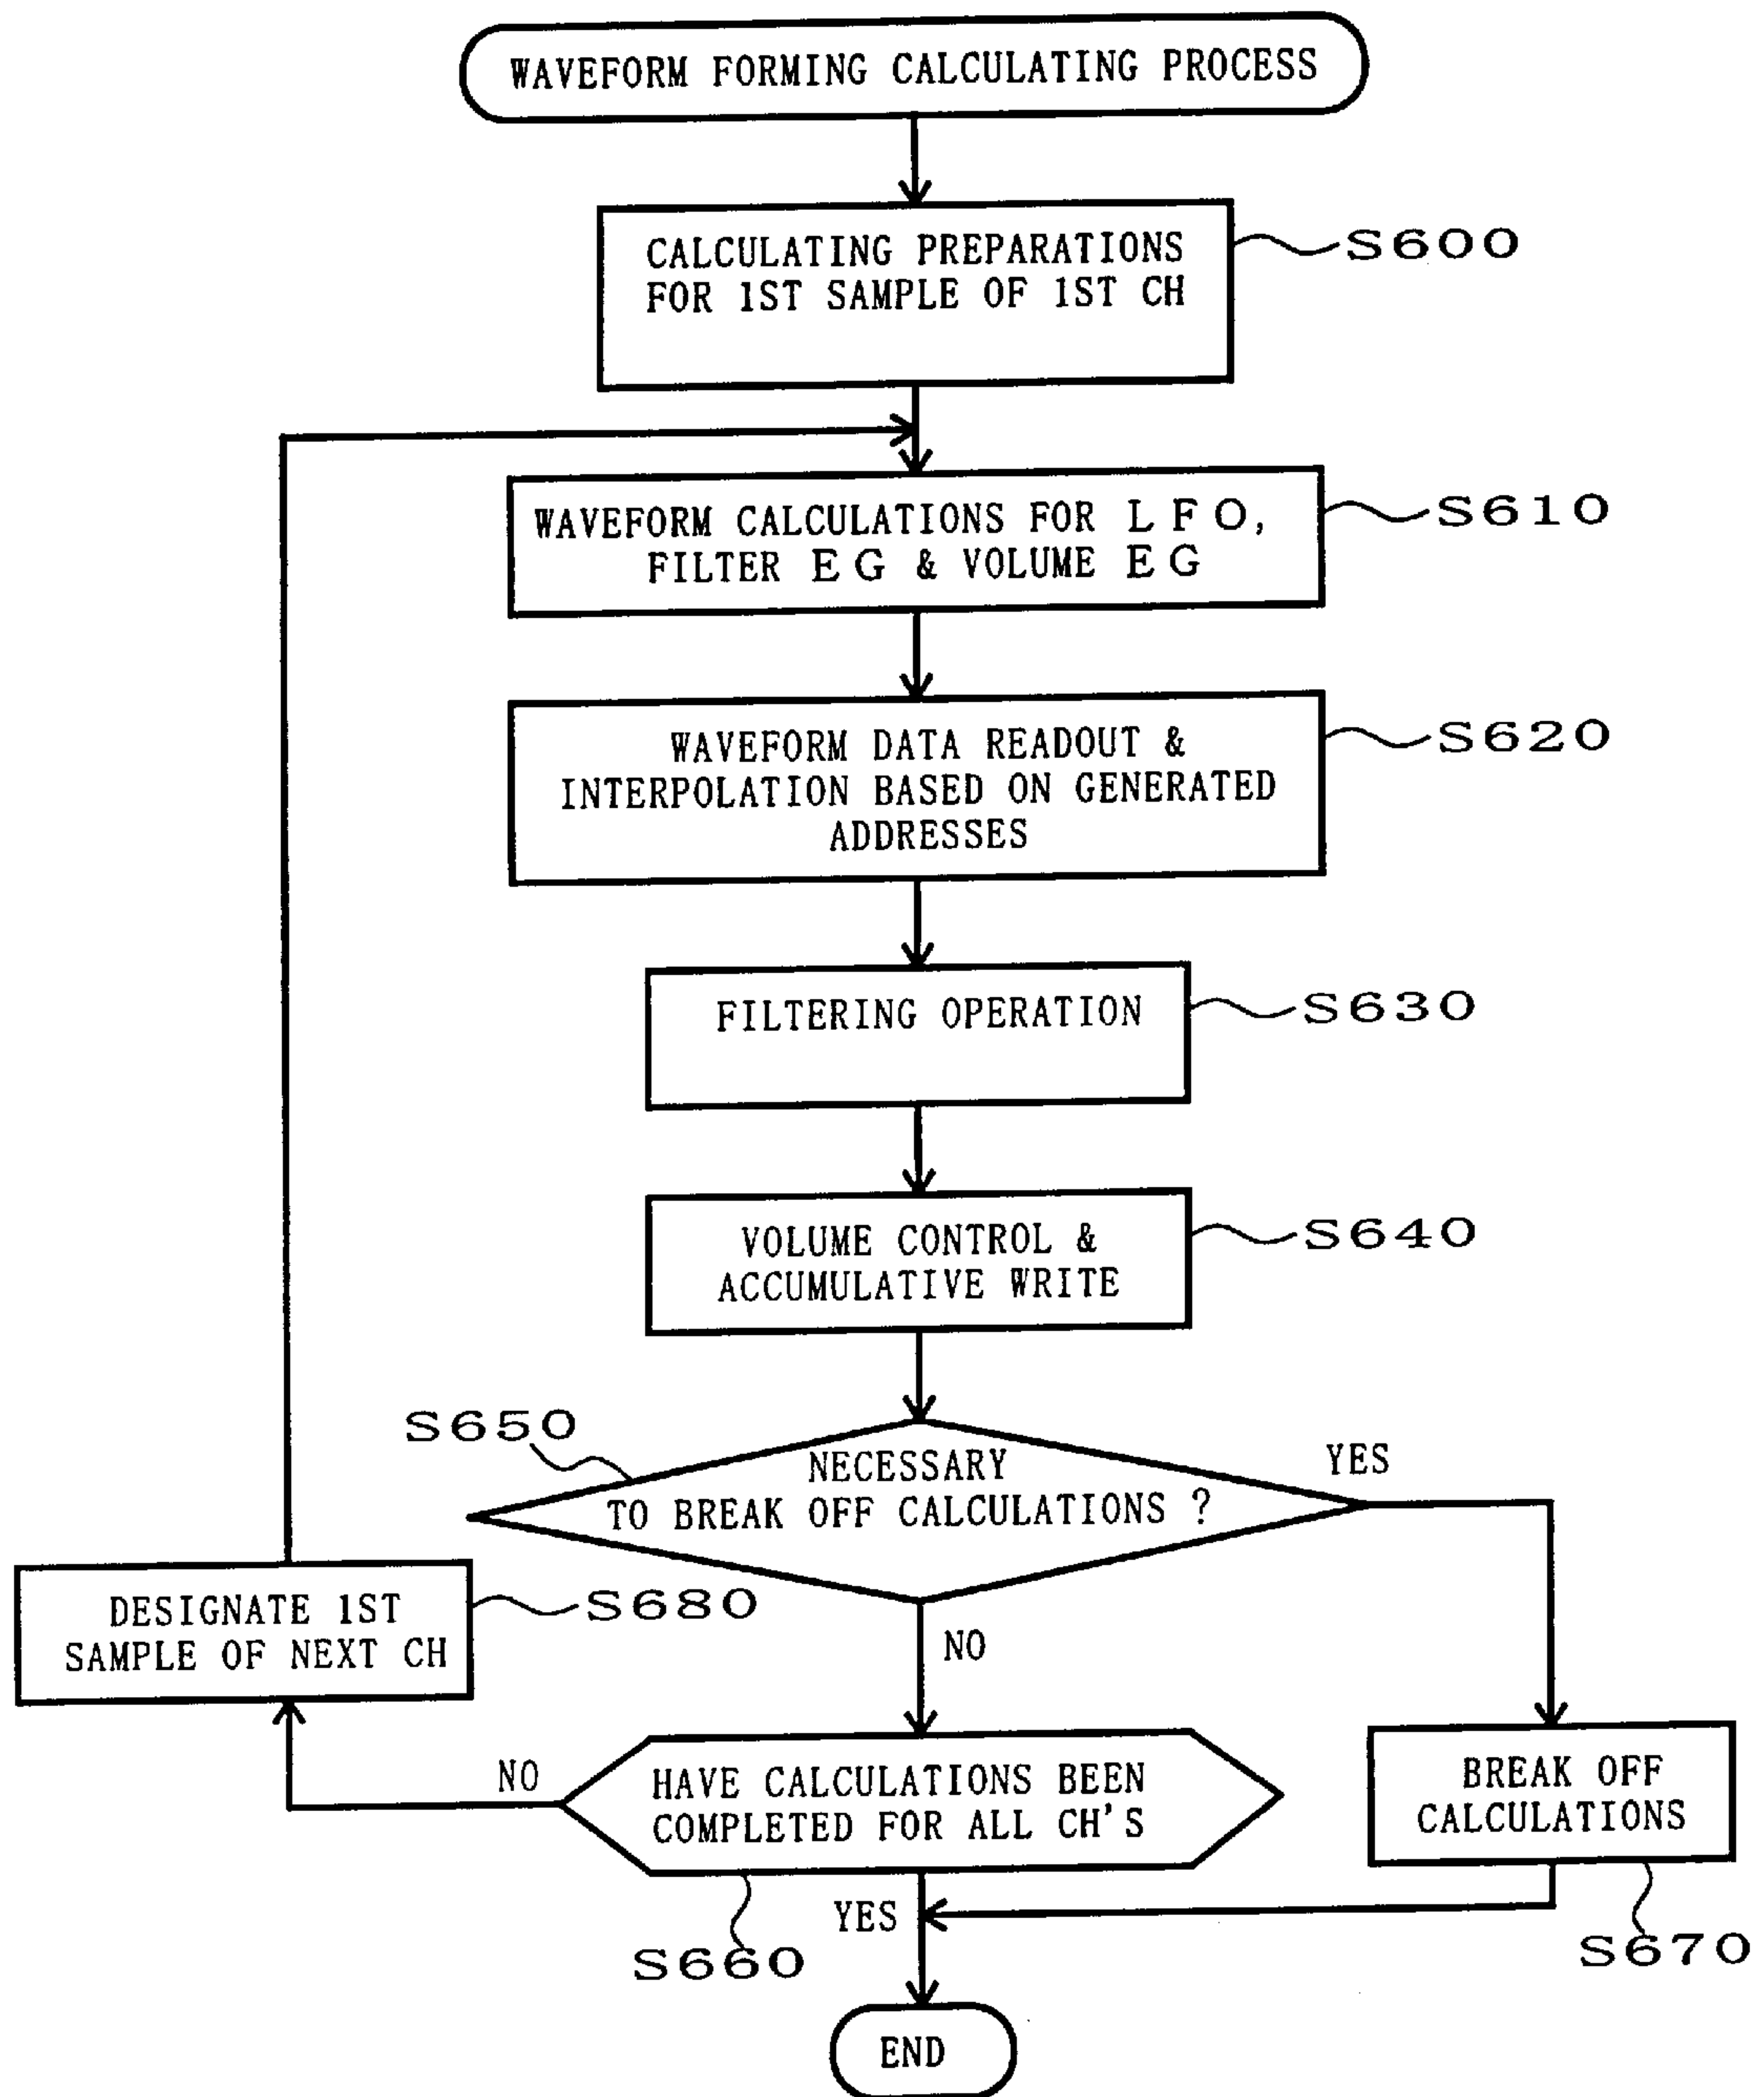 WAVEFORM FORMING CALCULATING PROCESS
CALCULATING PREPARATIONS
FOR 1ST SAMPLE OF 1ST CH
S600
WAVEFORM CALCULATIONS FOR LFO,
FILTER EG & VOLUME EG
S610
WAVEFORM DATA READOUT &
INTERPOLATION BASED ON GENERATED
ADDRESSES
S620
FILTERING OPERATION
S630
VOLUME CONTROL &
ACCUMULATIVE WRITE
S640
S650
NECESSARY
TO BREAK OFF CALCULATIONS ?
YES
NO
DESIGNATE 1ST
SAMPLE OF NEXT CH
S680
NO
HAVE CALCULATIONS BEEN
COMPLETED FOR ALL CH'S
BREAK OFF
CALCULATIONS
YES
S660
S670
END